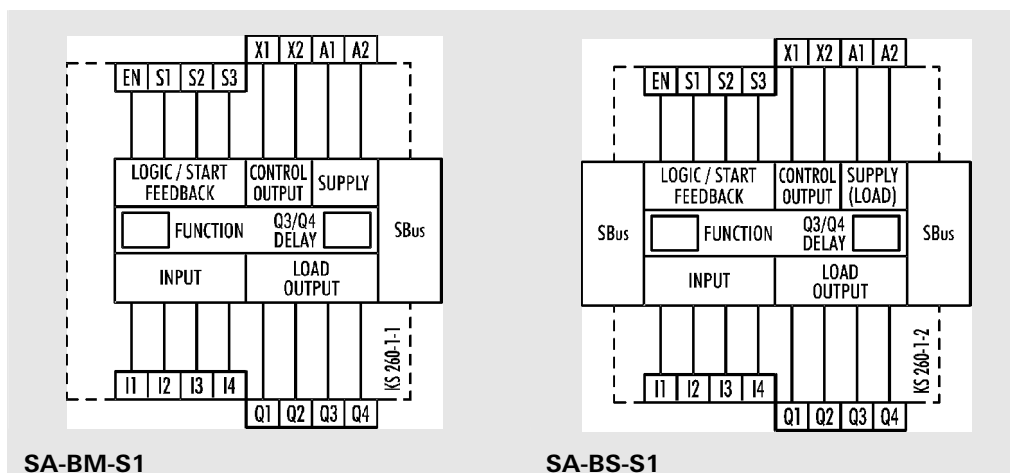 X1 X2 A1 A2
EN S1 S2 S3
LOGIC / START FEEDBACK
CONTROL OUTPUT
SUPPLY
FUNCTION
Q3/Q4 DELAY
SBus
INPUT
LOAD OUTPUT
KS 260-1-1
I1 I2 I3 I4
Q1 Q2 Q3 Q4
SA-BM-S1
X1 X2 A1 A2
EN S1 S2 S3
SBus
LOGIC / START FEEDBACK
CONTROL OUTPUT
SUPPLY (LOAD)
FUNCTION
Q3/Q4 DELAY
SBus
INPUT
LOAD OUTPUT
KS 260-1-2
I1 I2 I3 I4
Q1 Q2 Q3 Q4
SA-BS-S1